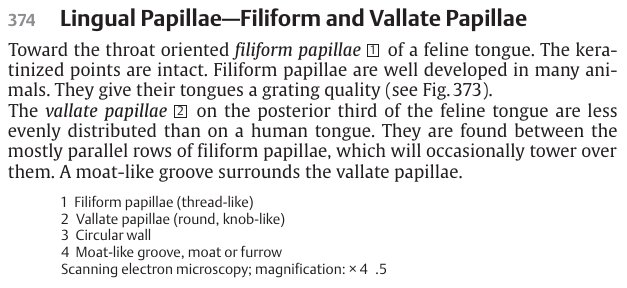 374 Lingual Papillae—Filiform and Vallate Papillae
Toward the throat oriented filiform papillae 1 of a feline tongue. The kera-
tinized points are intact. Filiform papillae are well developed in many ani-
mals. They give their tongues a grating quality (see Fig. 373).
The vallate papillae 2 on the posterior third of the feline tongue are less
evenly distributed than on a human tongue. They are found between the
mostly parallel rows of filiform papillae, which will occasionally tower over
them. A moat-like groove surrounds the vallate papillae.
1 Filiform papillae (thread-like)
2 Vallate papillae (round, knob-like)
3 Circular wall
4 Moat-like groove, moat or furrow
Scanning electron microscopy; magnification: × 4 .5